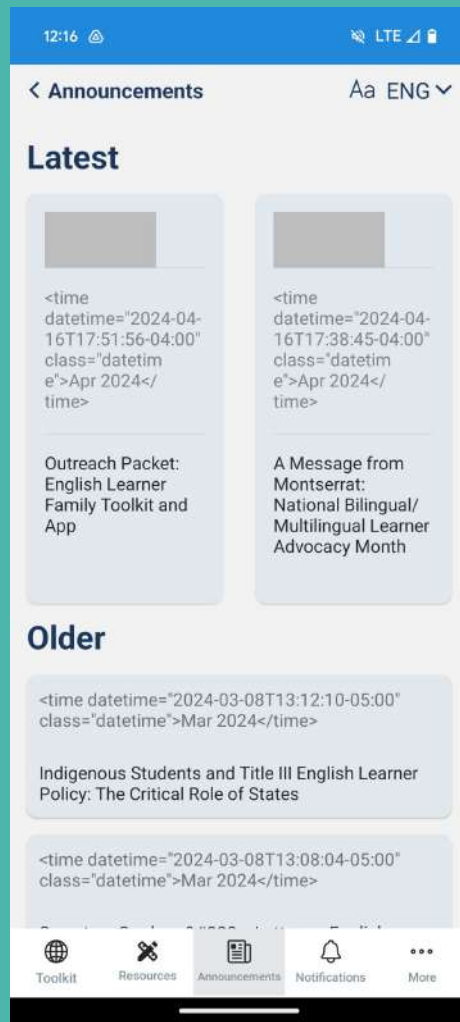 12:16 LTE
< Announcements Aa ENG
Latest
<time
datetime="2024-04-
16T17:51:56-04:00"
class="datetim
e">Apr 2024</
time>
Outreach Packet:
English Learner
Family Toolkit and
App
<time
datetime="2024-04-
16T17:38:45-04:00"
class="datetim
e">Apr 2024</
time>
A Message from
Montserrat:
National Bilingual/
Multilingual Learner
Advocacy Month
Older
<time datetime="2024-03-08T13:12:10-05:00"
class="datetime">Mar 2024</time>
Indigenous Students and Title III English Learner
Policy: The Critical Role of States
<time datetime="2024-03-08T13:08:04-05:00"
class="datetime">Mar 2024</time>
Toolkit Resources Announcements Notifications More